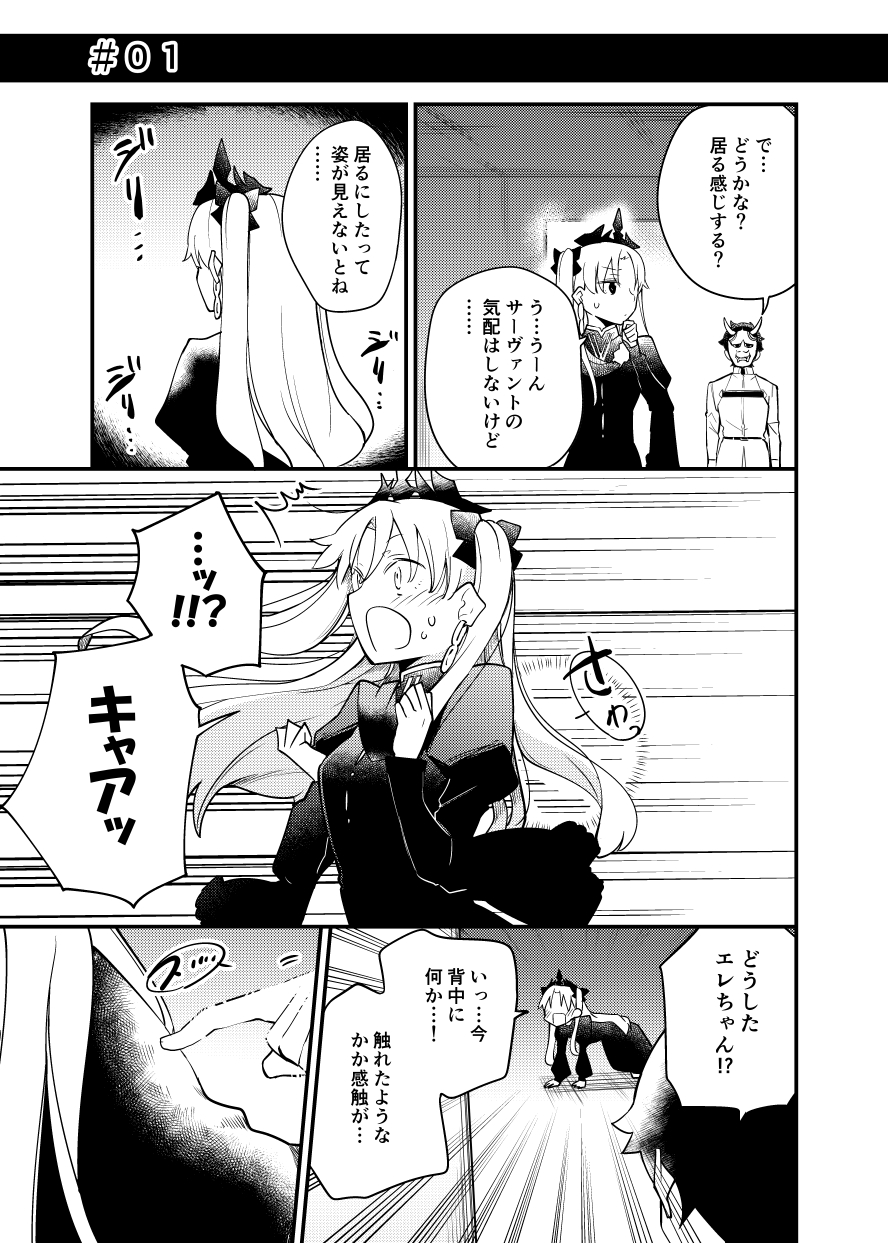 #01
で…
どうかな？
居る感じする？
う…うーん
サーヴァントの
気配はしないけど
……
居るにしたって
姿が見えないとね
……
ジリ…
ジリ…
…ッ
!!?
キャアッ
さわっ
どうした
エレちゃん!?
いっ…今
背中に
何か…！
触れたような
かか感触が…
スーッ